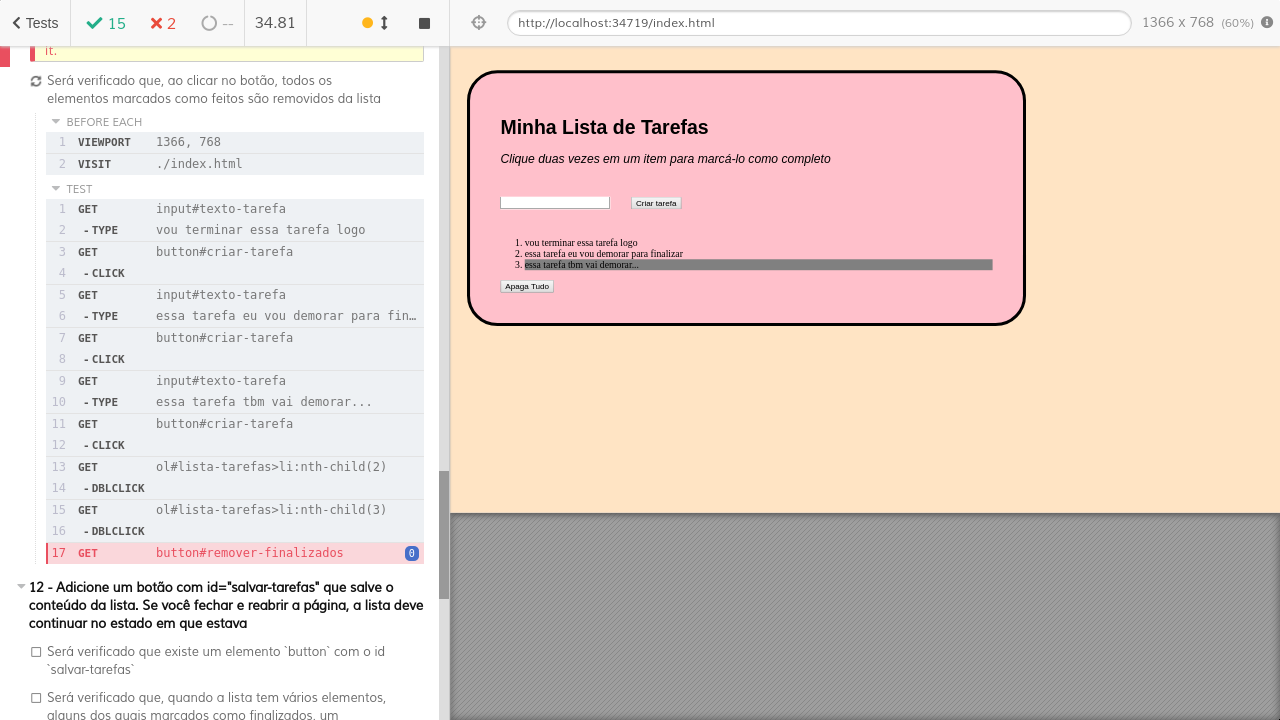 Tests
15
2
--
34.81
http://localhost:34719/index.html
1366 x 768 (60%)
it.
Será verificado que, ao clicar no botão, todos os
elementos marcados como feitos são removidos da lista
BEFORE EACH
1 VIEWPORT 1366, 768
2 VISIT ./index.html
TEST
1 GET input#texto-tarefa
2 -TYPE vou terminar essa tarefa logo
3 GET button#criar-tarefa
4 -CLICK
5 GET input#texto-tarefa
6 -TYPE essa tarefa eu vou demorar para fin…
7 GET button#criar-tarefa
8 -CLICK
9 GET input#texto-tarefa
10 -TYPE essa tarefa tbm vai demorar...
11 GET button#criar-tarefa
12 -CLICK
13 GET ol#lista-tarefas>li:nth-child(2)
14 -DBLCLICK
15 GET ol#lista-tarefas>li:nth-child(3)
16 -DBLCLICK
17 GET button#remover-finalizados 0
12 - Adicione um botão com id="salvar-tarefas" que salve o
conteúdo da lista. Se você fechar e reabrir a página, a lista deve
continuar no estado em que estava
Será verificado que existe um elemento `button` com o id
`salvar-tarefas`
Será verificado que, quando a lista tem vários elementos,
alguns dos quais marcados como finalizados, um
Minha Lista de Tarefas
Clique duas vezes em um item para marcá-lo como completo
Criar tarefa
1. vou terminar essa tarefa logo
2. essa tarefa eu vou demorar para finalizar
3. essa tarefa tbm vai demorar...
Apaga Tudo